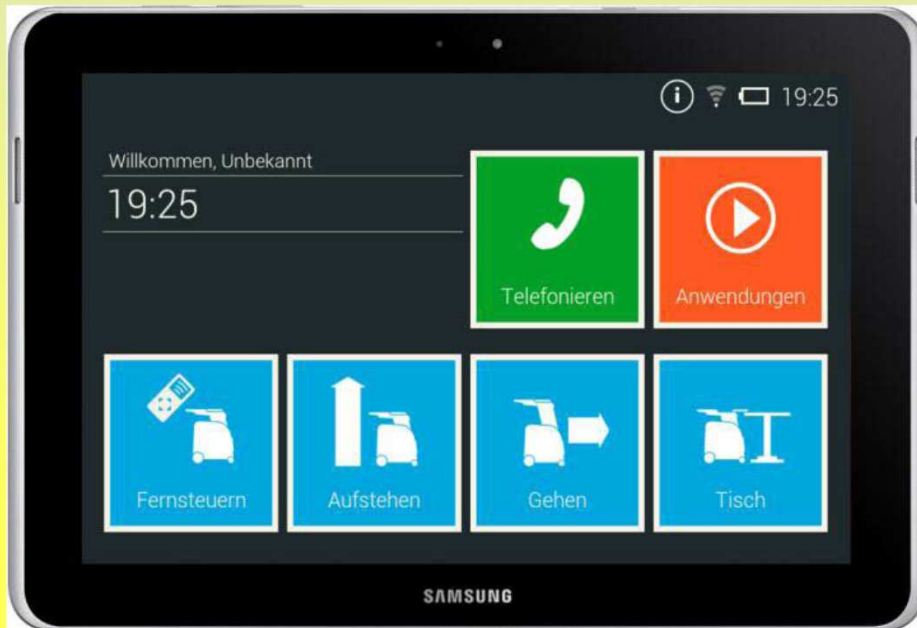 19:25
Willkommen, Unbekannt
19:25
Telefonieren
Anwendungen
Fernsteuern
Aufstehen
Gehen
Tisch
SAMSUNG